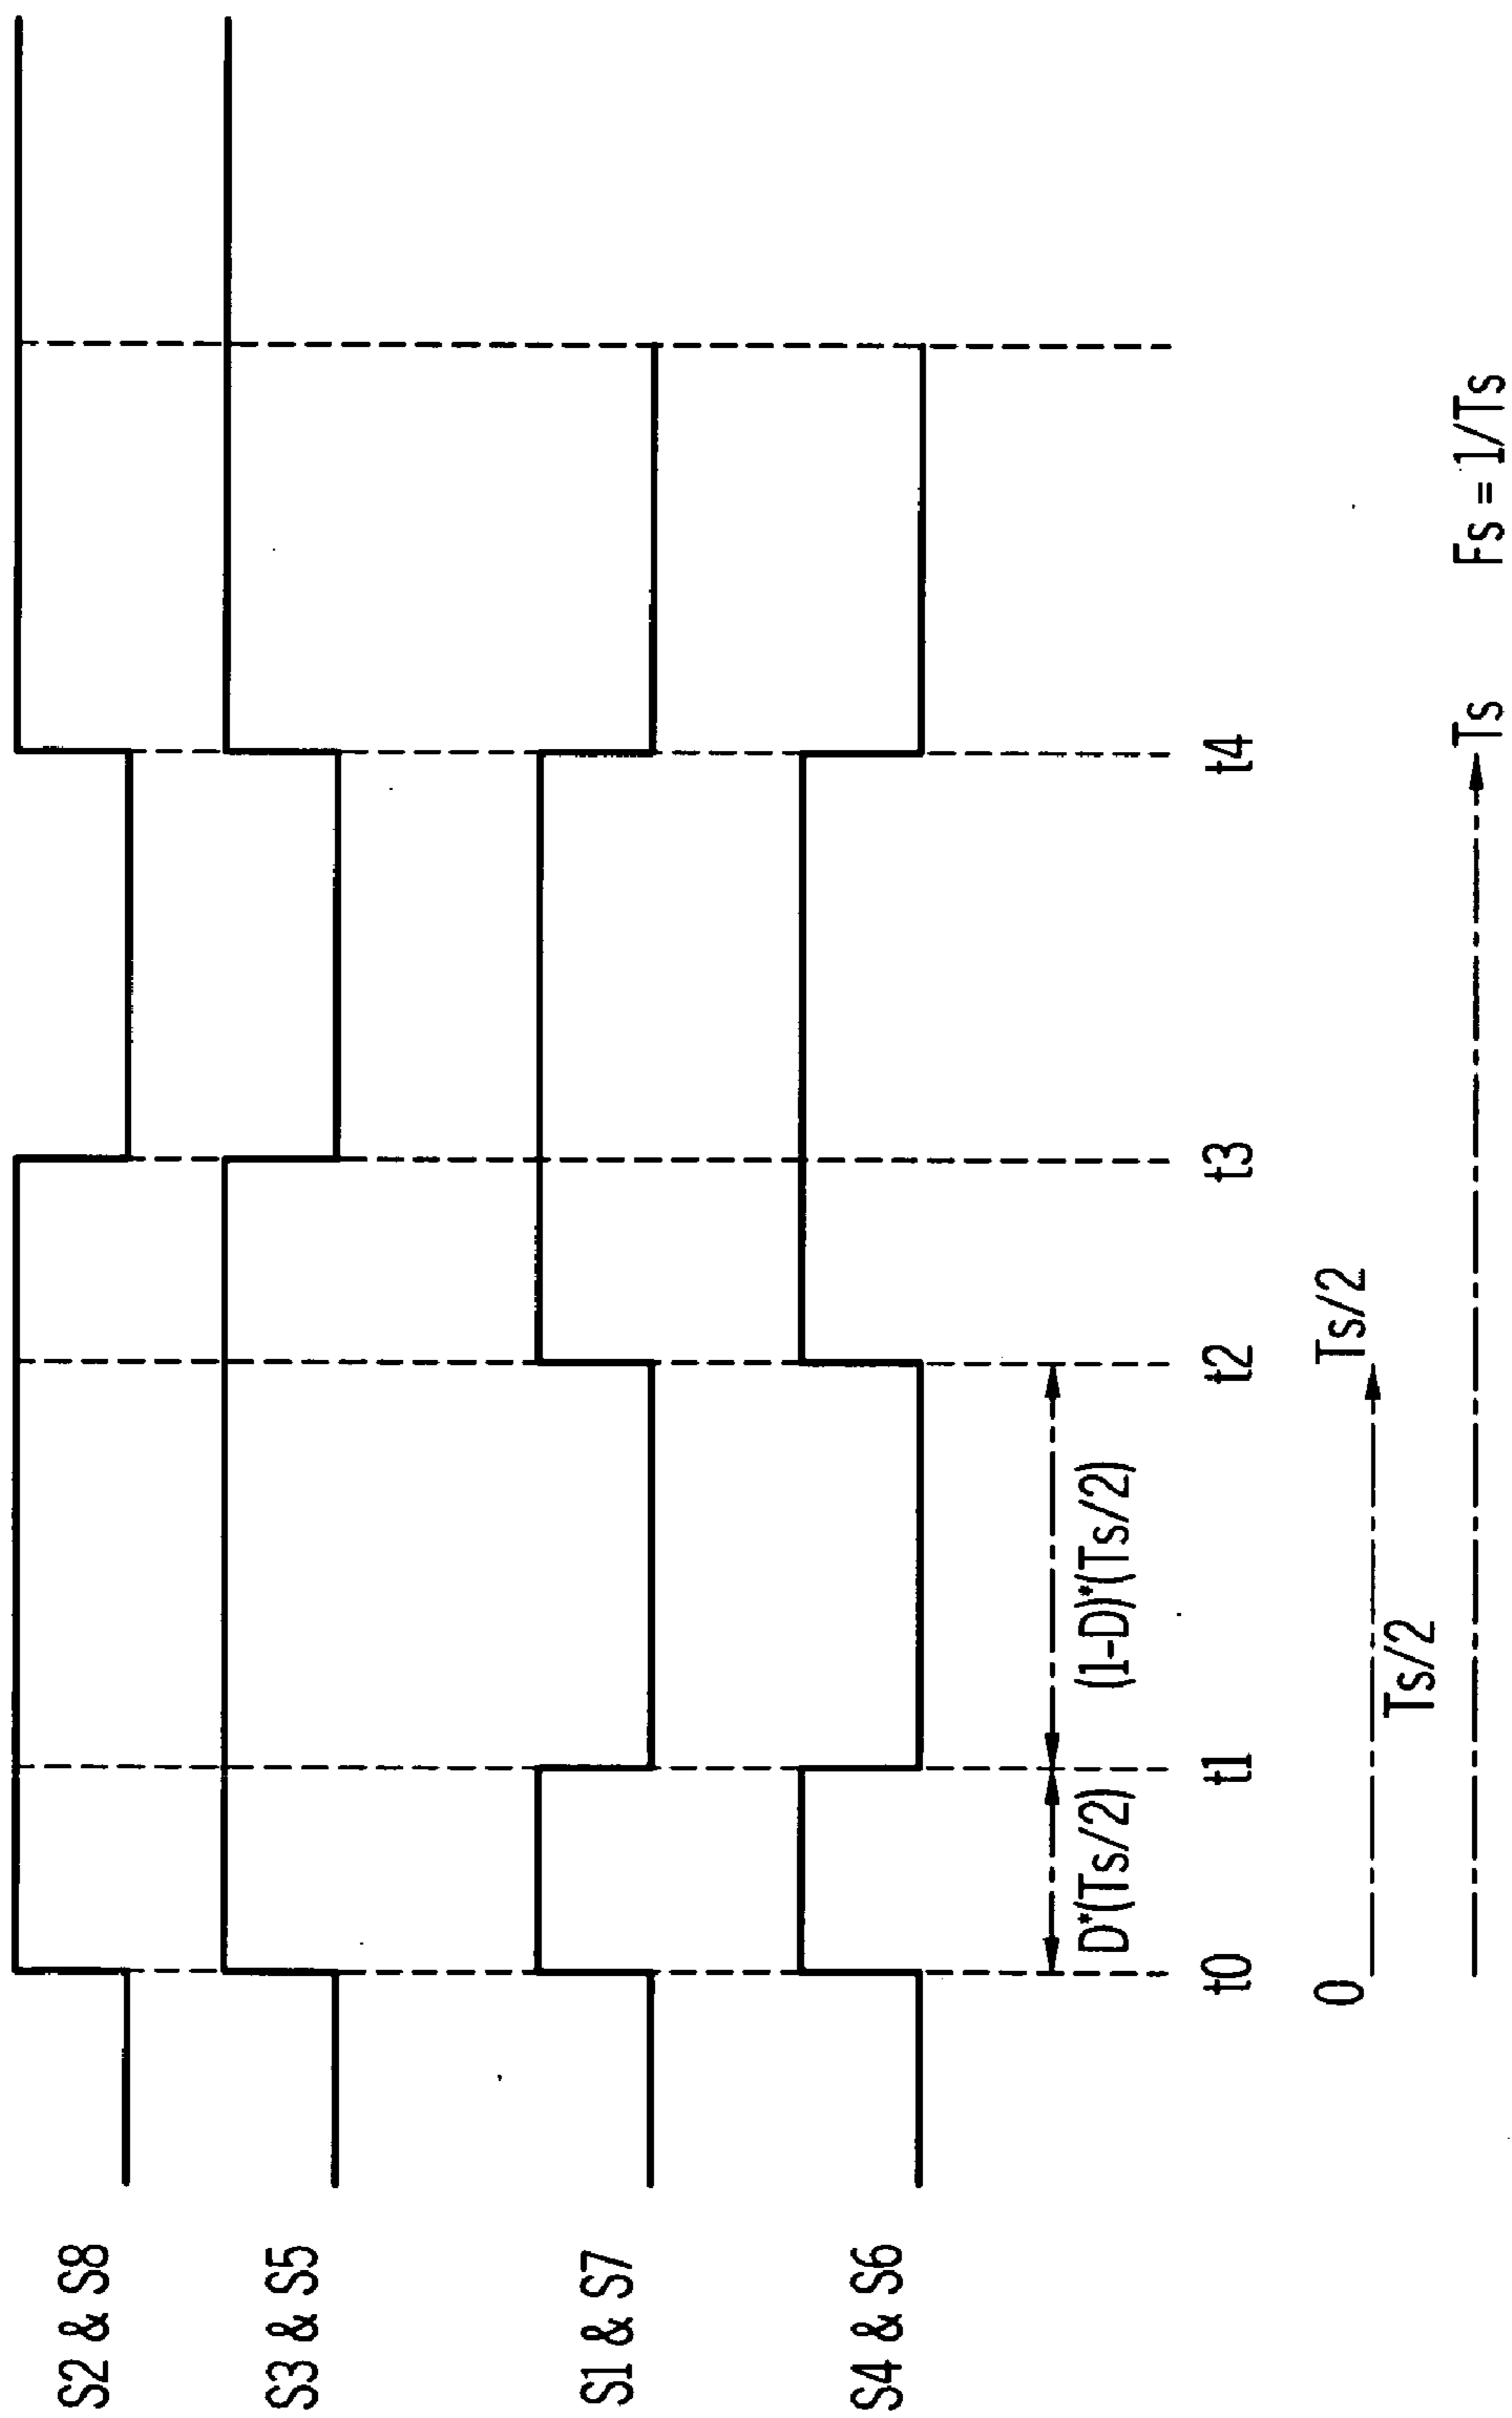 S2 & S8
S3 & S5
S1 & S7
S4 & S6
D*(Ts/2)
(1-D)*(Ts/2)
t0
t1
t2
t3
t4
0
Ts/2
Ts/2
Ts
Fs = 1/Ts